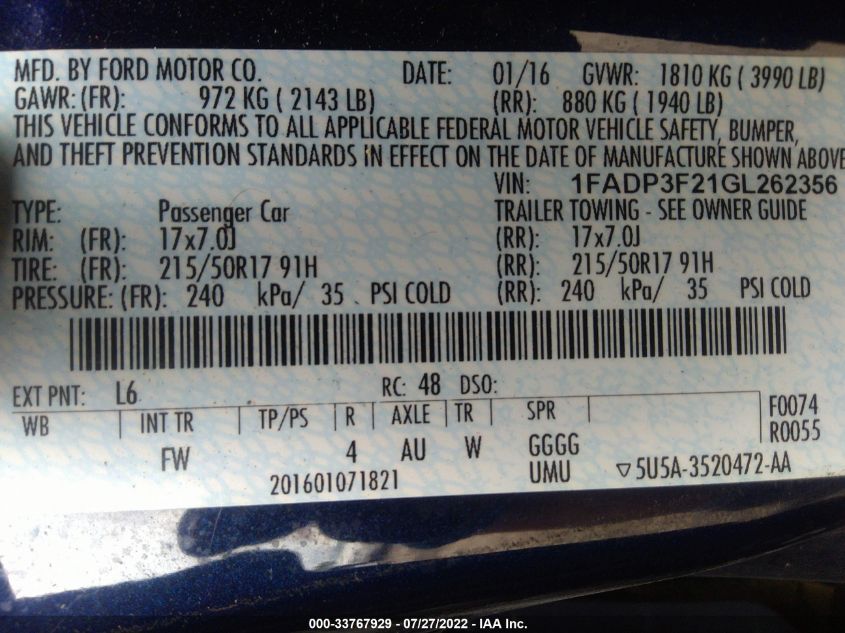 MFD. BY FORD MOTOR CO. DATE: 01/16 GVWR: 1810 KG ( 3990 LB)
GAWR: (FR): 972 KG ( 2143 LB) (RR): 880 KG ( 1940 LB)
THIS VEHICLE CONFORMS TO ALL APPLICABLE FEDERAL MOTOR VEHICLE SAFETY, BUMPER,
AND THEFT PREVENTION STANDARDS IN EFFECT ON THE DATE OF MANUFACTURE SHOWN ABOVE
VIN: 1FADP3F21GL262356
TYPE: Passenger Car TRAILER TOWING - SEE OWNER GUIDE
RIM: (FR): 17x7.0J (RR): 17x7.0J
TIRE: (FR): 215/50R17 91H (RR): 215/50R17 91H
PRESSURE: (FR): 240 kPa/ 35 PSI COLD (RR): 240 kPa/ 35 PSI COLD
EXT PNT: L6 RC: 48 DSO:
WB INT TR TP/PS R AXLE TR SPR F0074
R0055
FW 4 AU W GGGG
201601071821 UMU ▽5U5A-3520472-AA
000-33767929 - 07/27/2022 - IAA Inc.